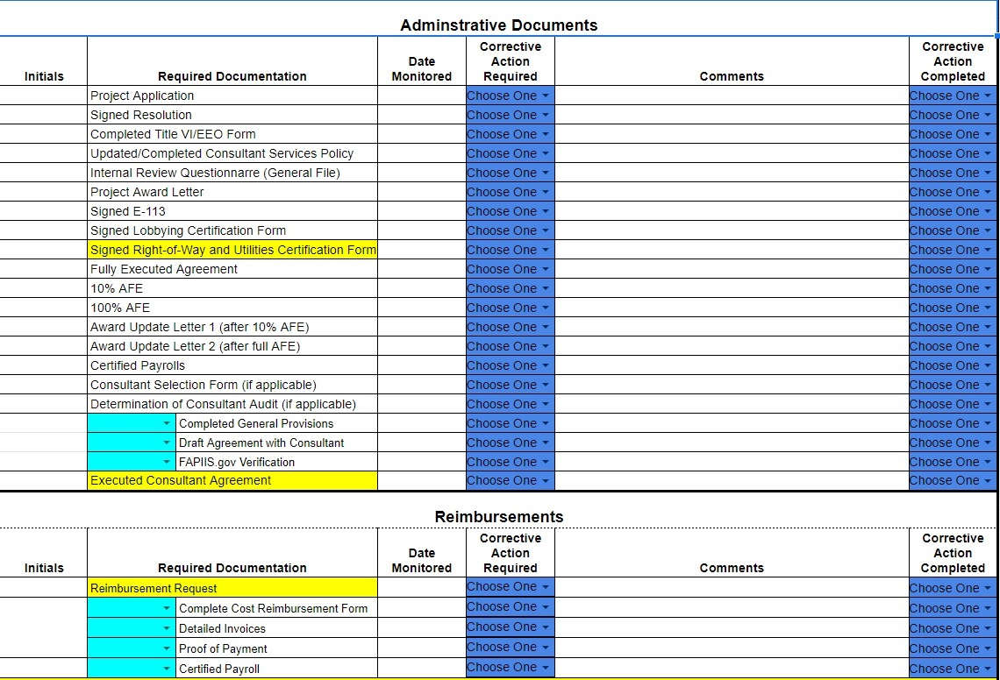 Adminstrative Documents
Initials Required Documentation Date Monitored Corrective Action Required Comments Corrective Action Completed
Project Application Choose One Choose One
Signed Resolution Choose One Choose One
Completed Title VI/EEO Form Choose One Choose One
Updated/Completed Consultant Services Policy Choose One Choose One
Internal Review Questionnarre (General File) Choose One Choose One
Project Award Letter Choose One Choose One
Signed E-113 Choose One Choose One
Signed Lobbying Certification Form Choose One Choose One
Signed Right-of-Way and Utilities Certification Form Choose One Choose One
Fully Executed Agreement Choose One Choose One
10% AFE Choose One Choose One
100% AFE Choose One Choose One
Award Update Letter 1 (after 10% AFE) Choose One Choose One
Award Update Letter 2 (after full AFE) Choose One Choose One
Certified Payrolls Choose One Choose One
Consultant Selection Form (if applicable) Choose One Choose One
Determination of Consultant Audit (if applicable) Choose One Choose One
Completed General Provisions Choose One Choose One
Draft Agreement with Consultant Choose One Choose One
FAPIIS.gov Verification Choose One Choose One
Executed Consultant Agreement Choose One Choose One
Reimbursements
Initials Required Documentation Date Monitored Corrective Action Required Comments Corrective Action Completed
Reimbursement Request Choose One Choose One
Complete Cost Reimbursement Form Choose One Choose One
Detailed Invoices Choose One Choose One
Proof of Payment Choose One Choose One
Certified Payroll Choose One Choose One